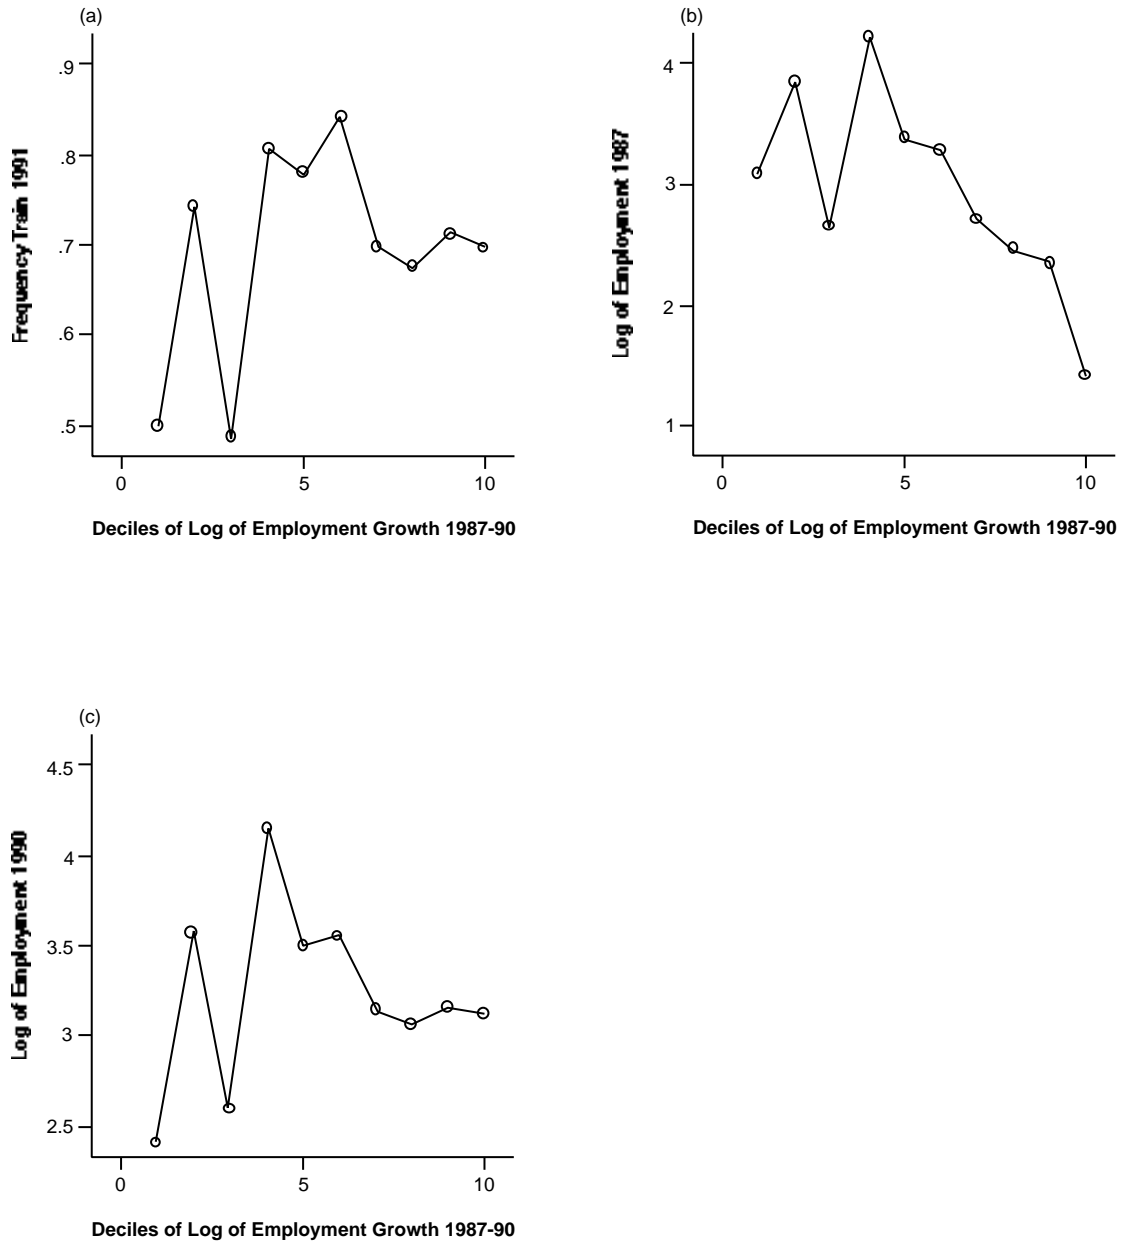 (a)
.9
.8
.7
.6
.5
Frequency Train 1991
0 5 10
Deciles of Log of Employment Growth 1987-90
(b)
4
3
2
1
Log of Employment 1987
0 5 10
Deciles of Log of Employment Growth 1987-90
(c)
4.5
4
3.5
3
2.5
Log of Employment 1990
0 5 10
Deciles of Log of Employment Growth 1987-90